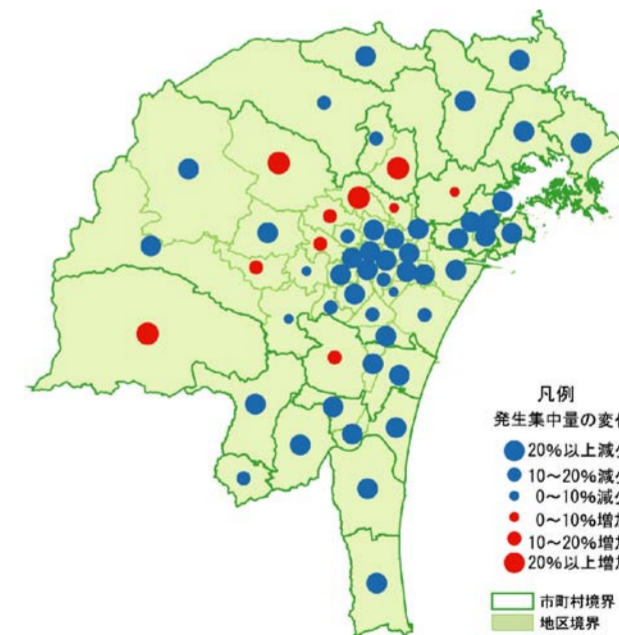 凡例
発生集中量の変
20%以上減
10～20%減
0～10%減
0～10%増
10～20%増
20%以上増
市町村境界
地区境界